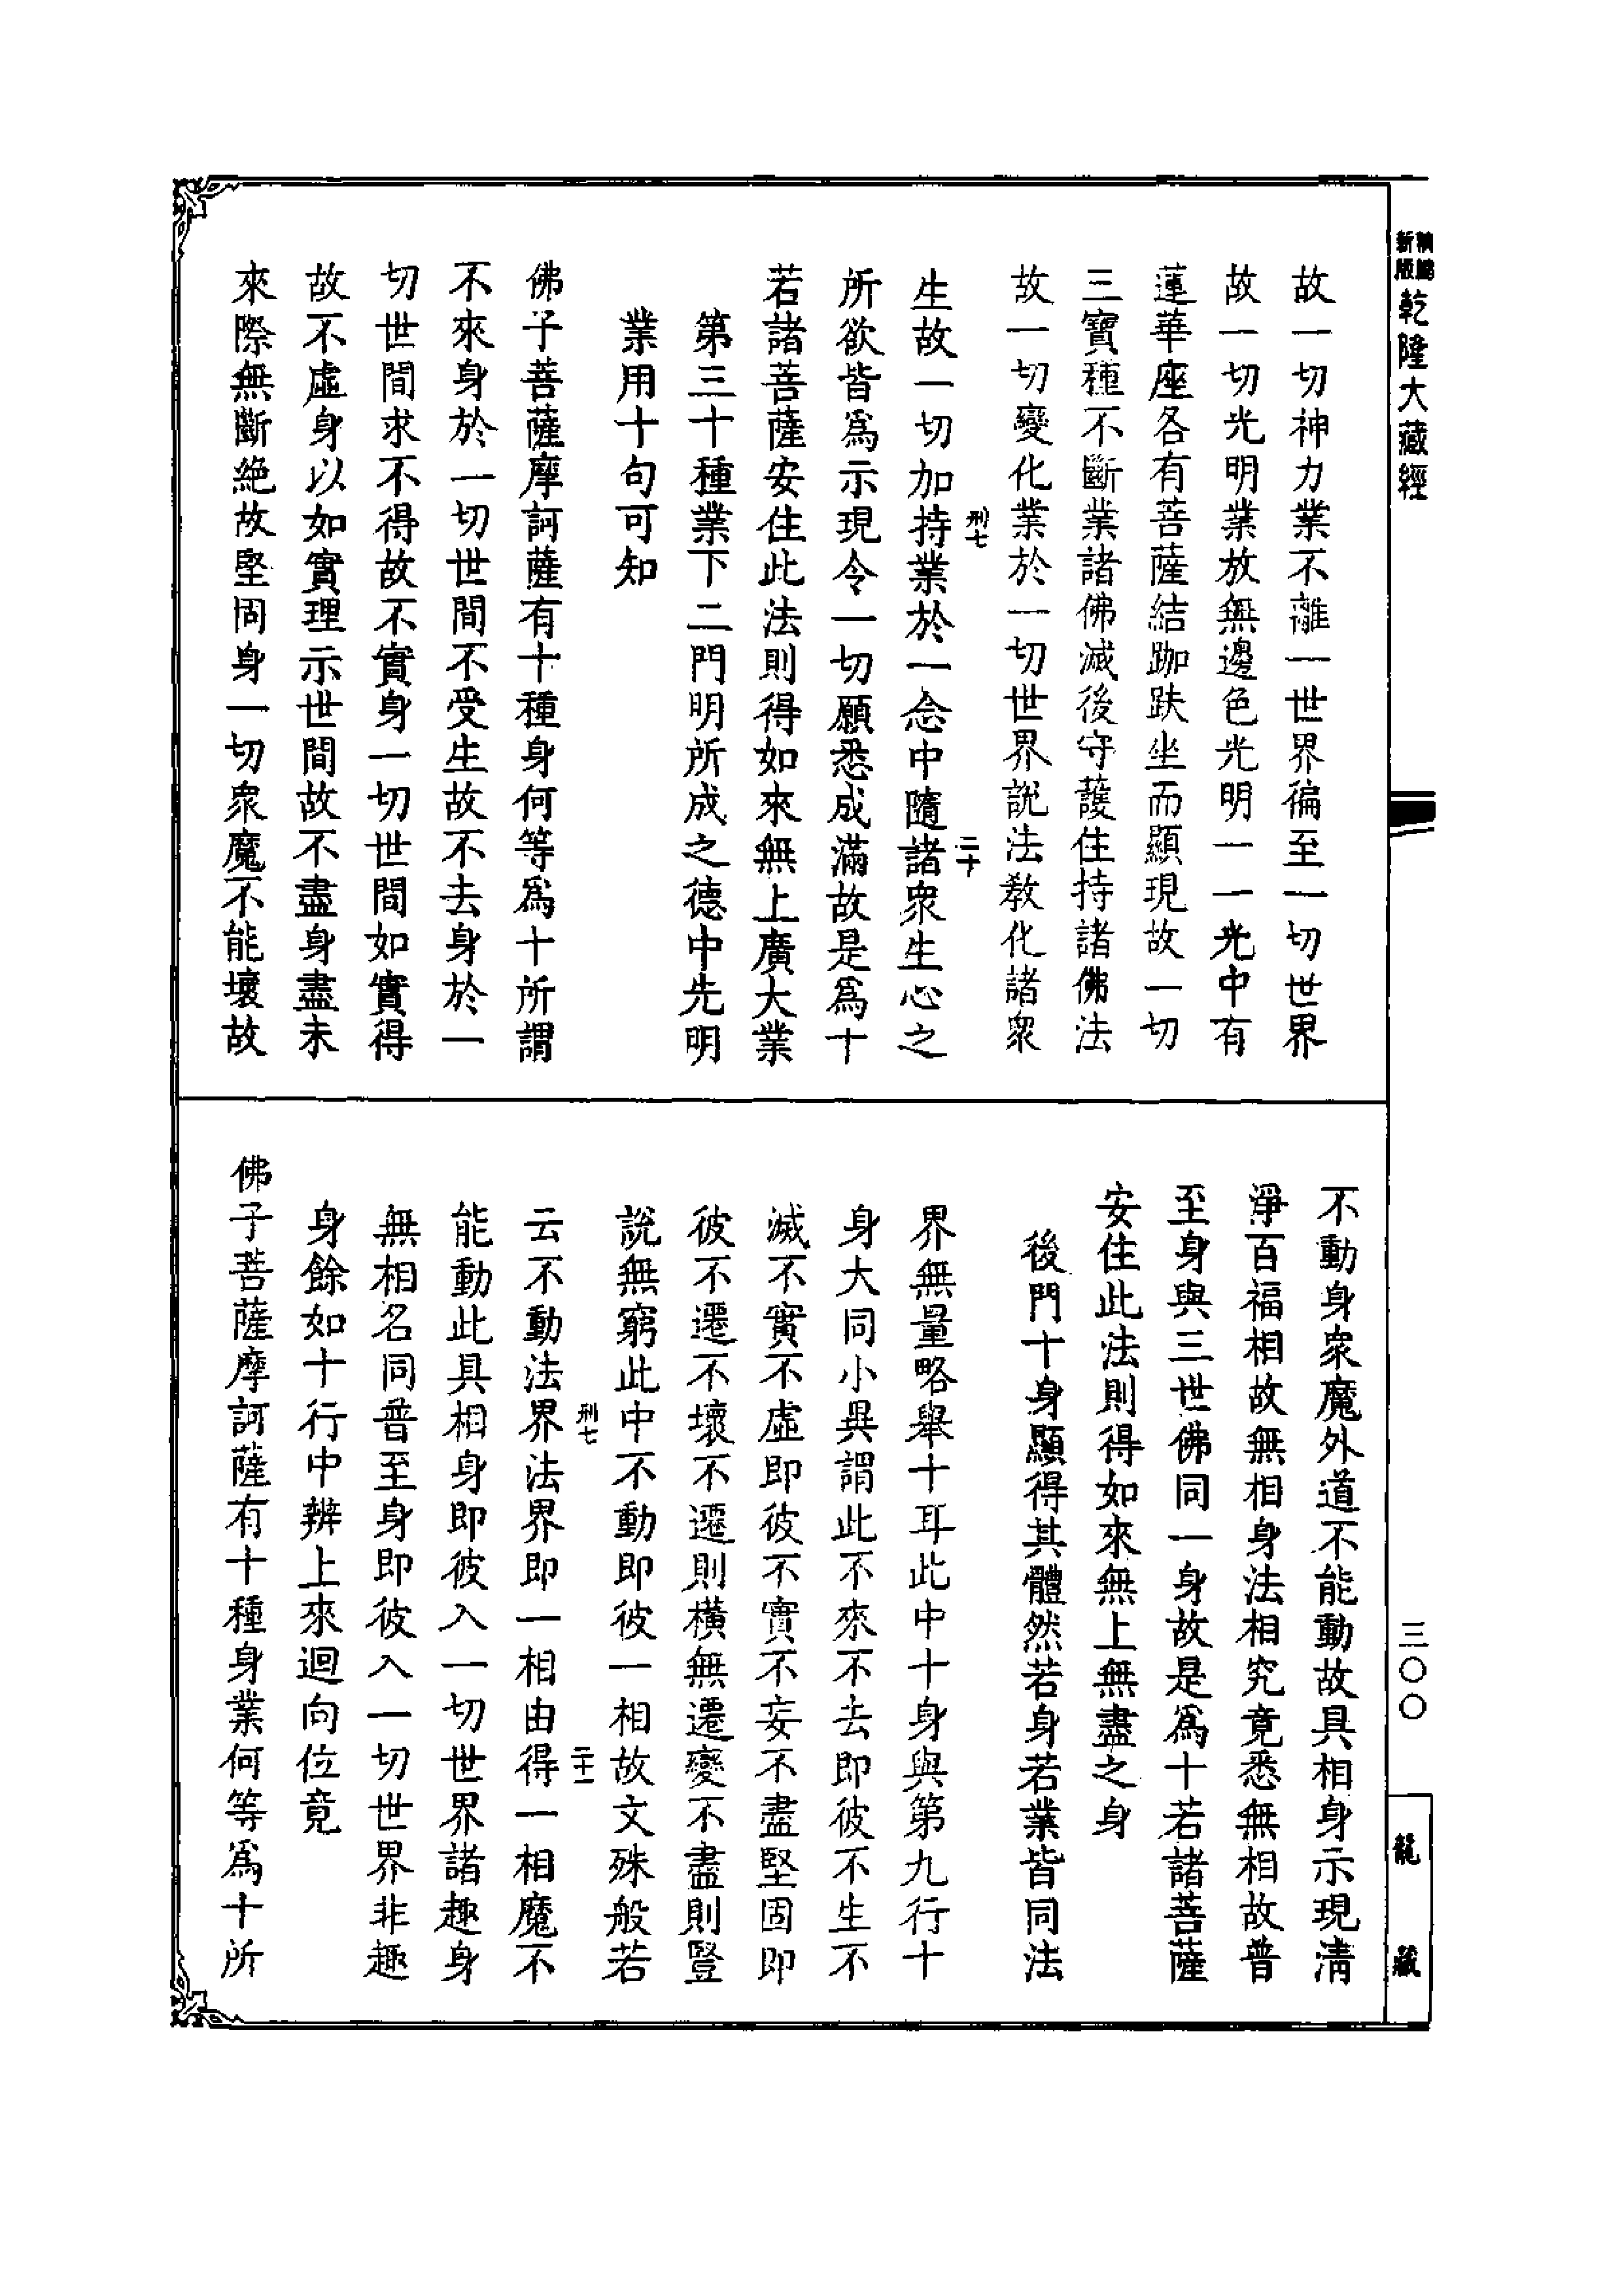 新版
精鹽
乾隆大藏經
故一切神力業不離一世界徧至一切世界
故一切光明業放無邊色光明一一光中有
蓮華座各有菩薩結跏趺坐而顯現故一切
三寶種不斷業諸佛滅後守護住持諸佛法
故一切變化業於一切世界說法教化諸衆
刑七
二十
生故一切加持業於一念中隨諸衆生心之
所欲皆爲示現令一切願悉成滿故是爲十
若諸菩薩安住此法則得如來無上廣大業
第三十種業下二門明所成之德中先明
業用十句可知
佛子菩薩摩訶薩有十種身何等爲十所謂
不來身於一切世間不受生故不去身於一
切世間求不得故不實身一切世間如實得
故不虛身以如實理示世間故不盡身盡未
來際無斷絶故堅固身一切衆魔不能壞故
不動身衆魔外道不能動故具相身示現清
淨百福相故無相身法相究竟悉無相故普
至身與三世佛同一身故是爲十若諸菩薩
安住此法則得如來無上無盡之身
後門十身顯得其體然若身若業皆同法
界無量略舉十耳此中十身與第九行十
身大同小異謂此不來不去即彼不生不
滅不實不虛即彼不實不妄不盡堅固即
彼不遷不壞不遷則橫無遷變不盡則豎
說無窮此中不動即彼一相故文殊般若
刑七
二十一
云不動法界法界即一相由得一相魔不
能動此具相身即彼入一切世界諸趣身
無相名同普至身即彼入一切世界非趣
身餘如十行中辨上來迴向位竟
佛子菩薩摩訶薩有十種身業何等爲十所
三〇〇
龍藏